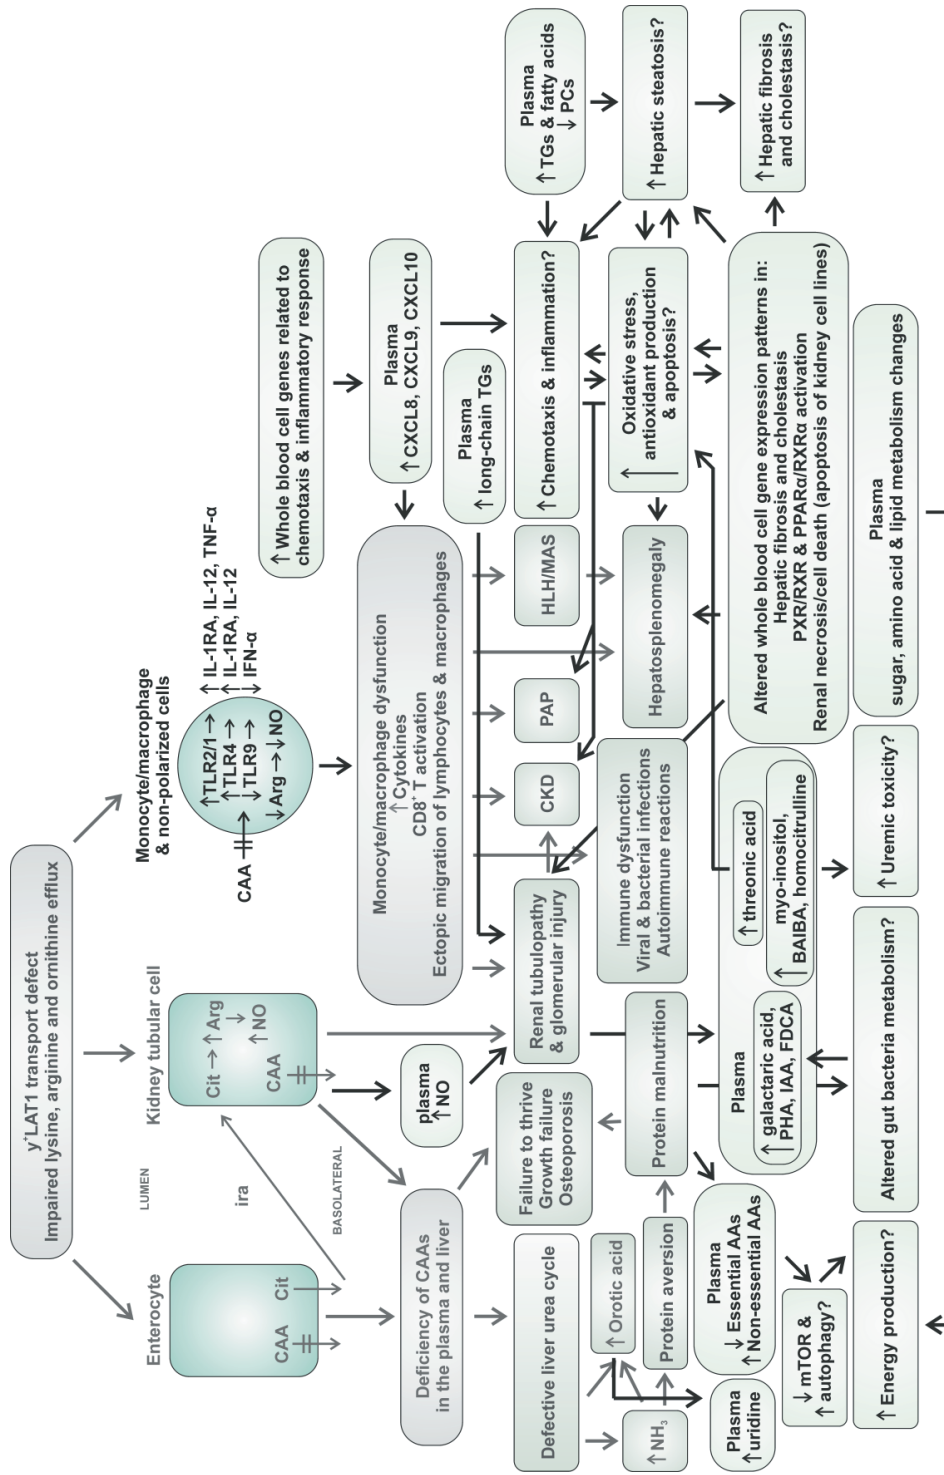 y⁺LAT1 transport defect
Impaired lysine, arginine and ornithine efflux
Enterocyte
CAA
Cit
LUMEN
ira
BASOLATERAL
Kidney tubular cell
Cit → ↑Arg
↓
↑NO
CAA
Monocyte/macrophage
& non-polarized cells
CAA
↑TLR2/1 → ↑ IL-1RA, IL-12, TNF-α
↑TLR4 → ↑ IL-1RA, IL-12
↓TLR9 → ↓ IFN-α
↓Arg → ↓NO
↑ Whole blood cell genes related to
chemotaxis & inflammatory response
Deficiency of CAAs
in the plasma and liver
plasma
↑NO
Monocyte/macrophage dysfunction
↑ Cytokines
CD8⁺ T activation
Ectopic migration of lymphocytes & macrophages
Plasma
↑ CXCL8, CXCL9, CXCL10
Plasma
↑ long-chain TGs
Plasma
↑ TGs & fatty acids
↓ PCs
Defective liver urea cycle
Failure to thrive
Growth failure
Osteoporosis
Renal tubulopathy
& glomerular injury
CKD
PAP
HLH/MAS
↑ Chemotaxis & inflammation?
↑ Orotic acid
↑ NH₃
Protein aversion
Protein malnutrition
Immune dysfunction
Viral & bacterial infections
Autoimmune reactions
Hepatosplenomegaly
Oxidative stress,
↑ antioxidant production
& apoptosis?
↑ Hepatic steatosis?
Plasma
↑uridine
Plasma
↓ Essential AAs
↑ Non-essential AAs
Plasma
↑ galactaric acid,
PHA, IAA, FDCA
↑ threonic acid
myo-inositol,
↑ BAIBA, homocitrulline
Altered whole blood cell gene expression patterns in:
Hepatic fibrosis and cholestasis
PXR/RXR & PPARα/RXRα activation
Renal necrosis/cell death (apoptosis of kidney cell lines)
↑ Hepatic fibrosis
and cholestasis?
↓ mTOR &
↑ autophagy?
↑ Energy production?
Altered gut bacteria metabolism?
↑ Uremic toxicity?
Plasma
sugar, amino acid & lipid metabolism changes